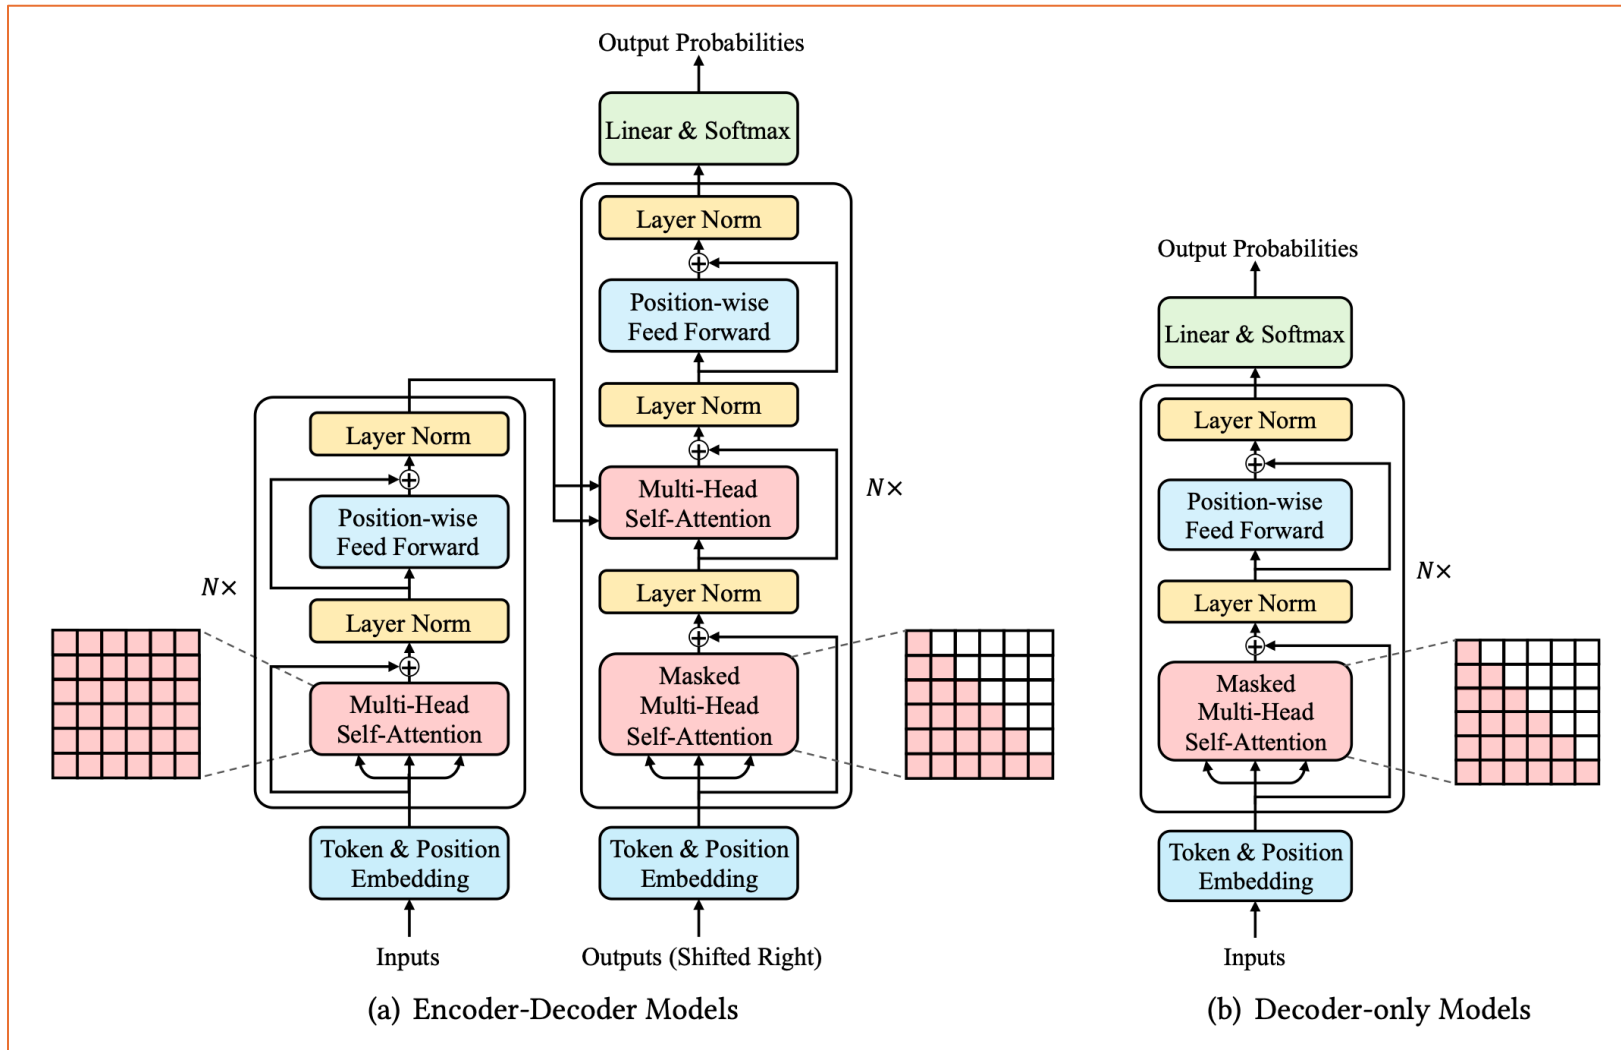 Output Probabilities
Linear & Softmax
Layer Norm
Position-wise
Feed Forward
Layer Norm
Multi-Head
Self-Attention
N×
Layer Norm
Masked
Multi-Head
Self-Attention
Token & Position
Embedding
Outputs (Shifted Right)
Layer Norm
Position-wise
Feed Forward
N×
Layer Norm
Multi-Head
Self-Attention
Token & Position
Embedding
Inputs
(a) Encoder-Decoder Models
Output Probabilities
Linear & Softmax
Layer Norm
Position-wise
Feed Forward
N×
Layer Norm
Masked
Multi-Head
Self-Attention
Token & Position
Embedding
Inputs
(b) Decoder-only Models